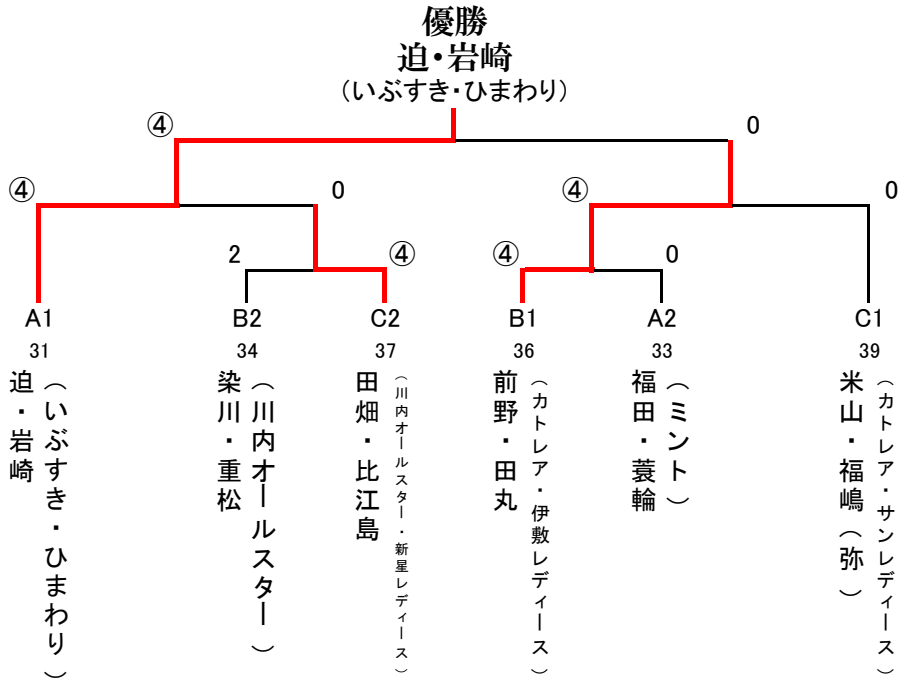 優勝
迫・岩崎
（いぶすき・ひまわり）
④ 0
④ 0 ④ 0
2 ④ ④ 0
A1 B2 C2 B1 A2 C1
31 34 37 36 33 39
迫・岩崎
（いぶすき・ひまわり）
染川・重松
（川内オールスター）
田畑・比江島
（川内オールスター・新星レディース）
前野・田丸
（カトレア・伊敷レディース）
福田・蓑輪
（ミント）
米山・福嶋（弥）
（カトレア・サンレディース）